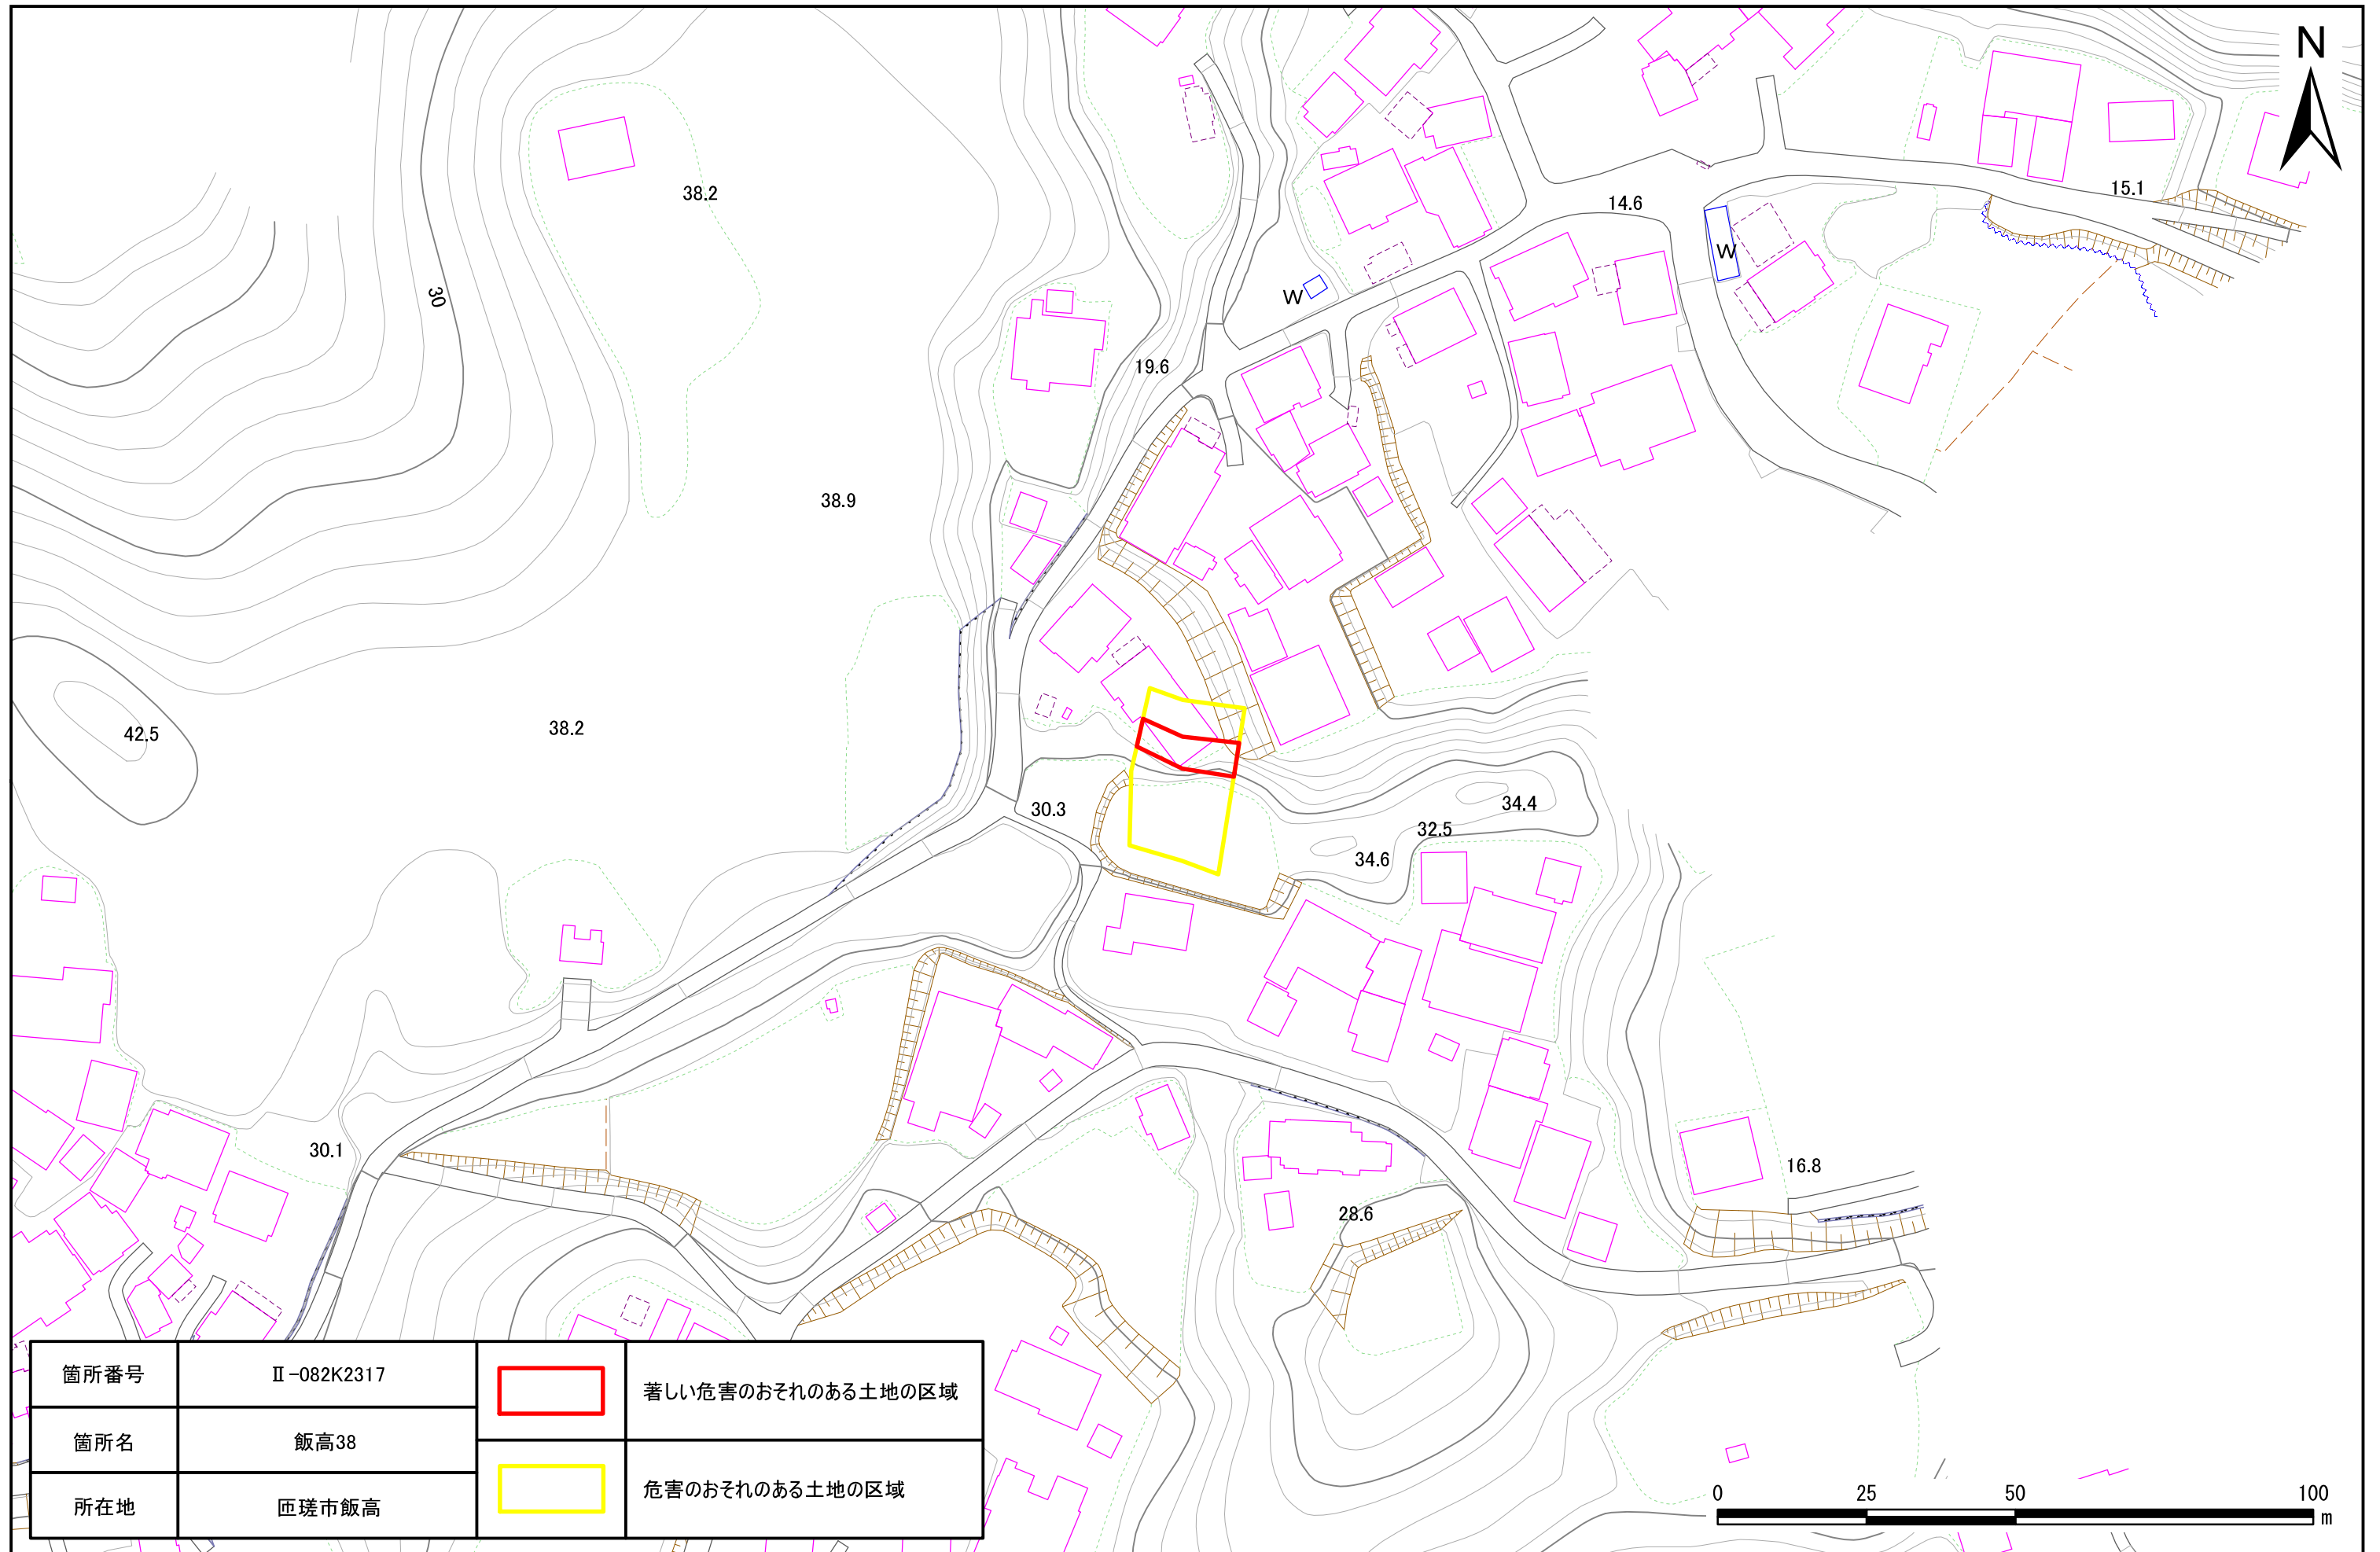 N
38.2
15.1
14.6
W
W
30
19.6
38.9
42.5
38.2
30.3
34.4
32.5
34.6
30.1
16.8
28.6
箇所番号 Ⅱ-082K2317
箇所名 飯高38
所在地 匝瑳市飯高
著しい危害のおそれのある土地の区域
危害のおそれのある土地の区域
0 25 50 100
m